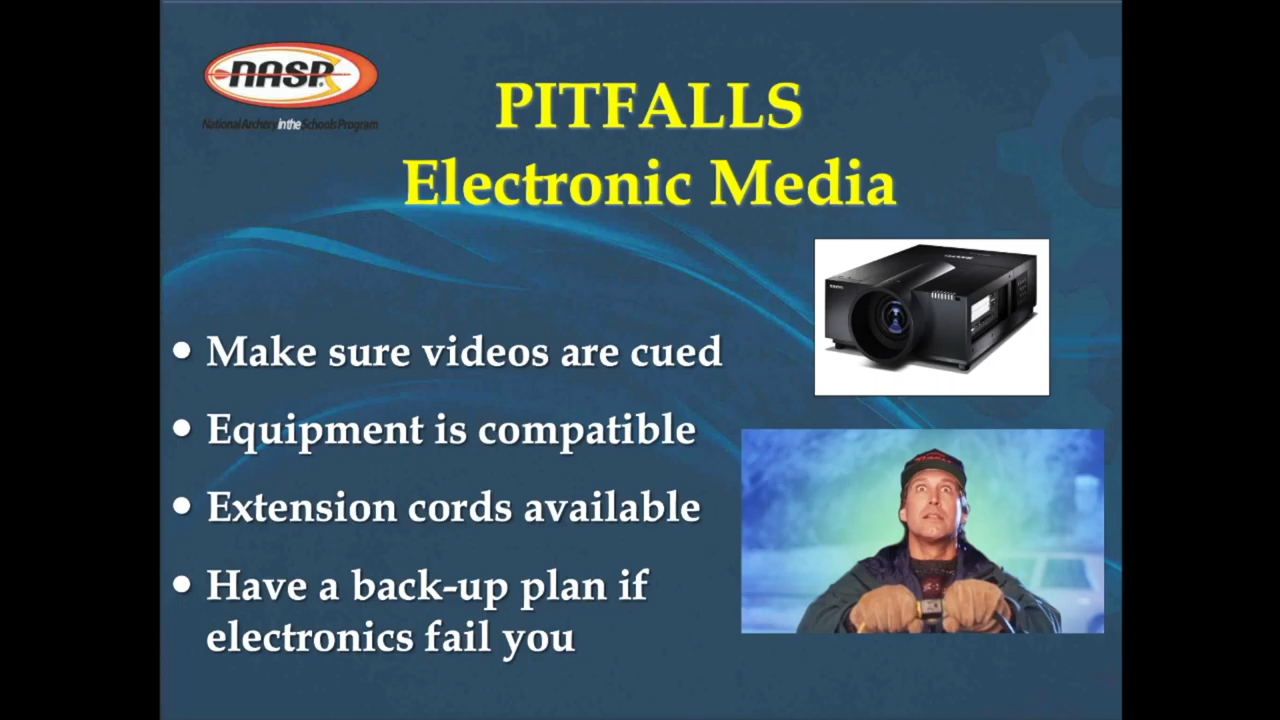 NASP®
National Archery in the Schools Program
PITFALLS
Electronic Media
• Make sure videos are cued
• Equipment is compatible
• Extension cords available
• Have a back-up plan if
electronics fail you